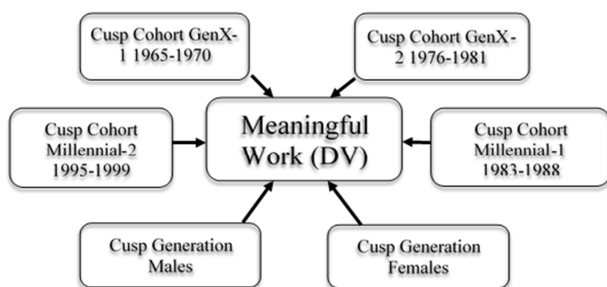 Cusp Cohort GenX-
1 1965-1970
Cusp Cohort GenX-
2 1976-1981
Cusp Cohort
Millennial-2
1995-1999
Meaningful
Work (DV)
Cusp Cohort
Millennial-1
1983-1988
Cusp Generation
Males
Cusp Generation
Females